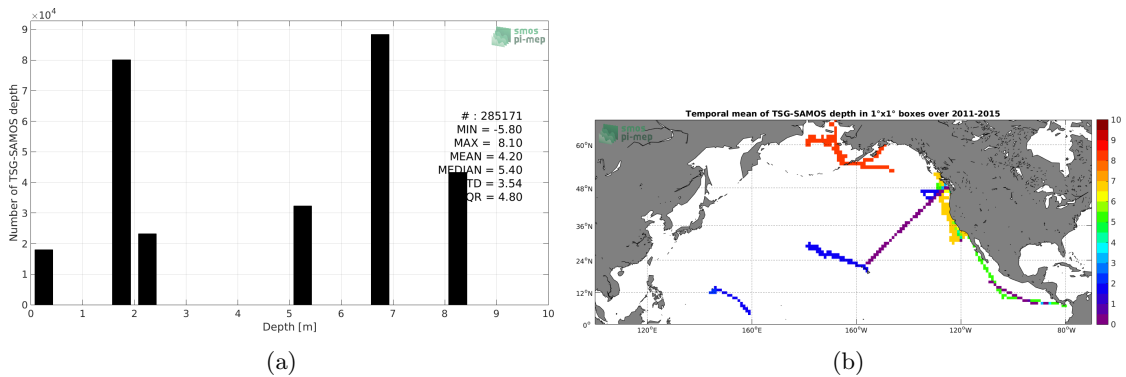 ×10⁴
9
8
7
6
5
4
3
2
1
0
Number of TSG-SAMOS depth
smos
pi-mep
# : 285171
MIN = -5.80
MAX = 8.10
MEAN = 4.20
MEDIAN = 5.40
TD = 3.54
QR = 4.80
0 1 2 3 4 5 6 7 8 9 10
Depth [m]
(a)
Temporal mean of TSG-SAMOS depth in 1°x1° boxes over 2011-2015
smos
pi-mep
60°N
48°N
36°N
24°N
12°N
0°
120°E 160°E 160°W 120°W 80°W
10
9
8
7
6
5
4
3
2
1
0
(b)